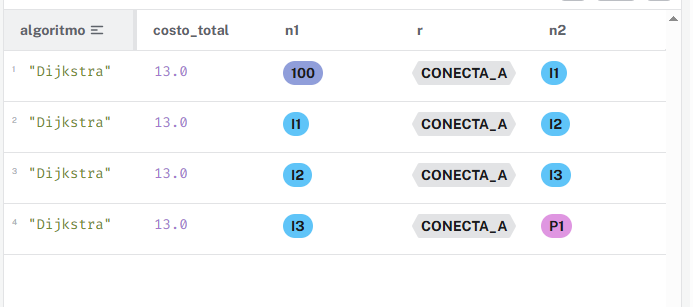 algoritmo costo_total n1 r n2
1 "Dijkstra" 13.0 100 CONECTA_A I1
2 "Dijkstra" 13.0 I1 CONECTA_A I2
3 "Dijkstra" 13.0 I2 CONECTA_A I3
4 "Dijkstra" 13.0 I3 CONECTA_A P1